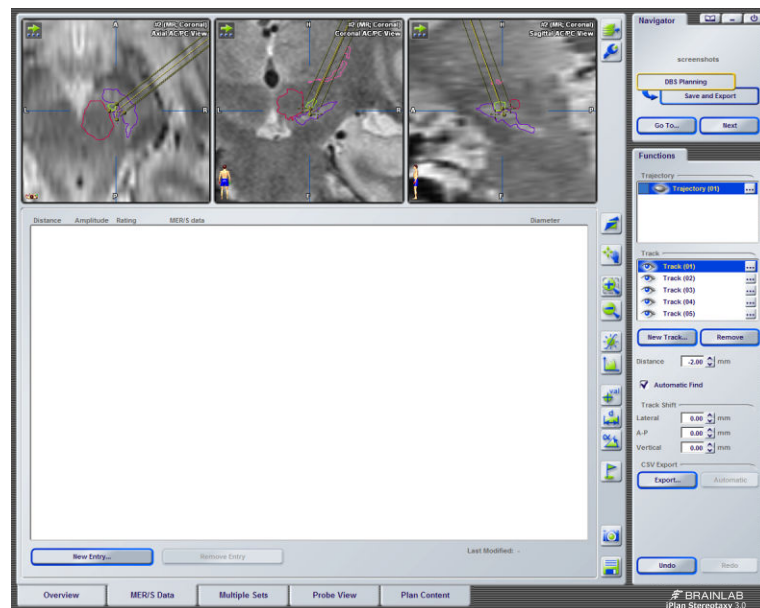 A
#2 (MR; Coronal)
Axial AC/PC View
L
R
P
H
#2 (MR; Coronal)
Coronal AC/PC View
L
R
F
H
#2 (MR; Coronal)
Sagittal AC/PC View
A
P
F
Distance Amplitude Rating MER/S data Diameter
New Entry...
Remove Entry
Last Modified: -
Overview
MER/S Data
Multiple Sets
Probe View
Plan Content
Navigator
screenshots
DBS Planning
Save and Export
Go To...
Next
Functions
Trajectory
Trajectory (01)
...
Track
Track (01)
...
Track (02)
...
Track (03)
...
Track (04)
...
Track (05)
...
New Track...
Remove
Distance -2.00 mm
Automatic Find
Track Shift
Lateral 0.00 mm
A-P 0.00 mm
Vertical 0.00 mm
CSV Export
Export...
Automatic
Undo
Redo
BRAINLAB
iPlan Stereotaxy 3.0